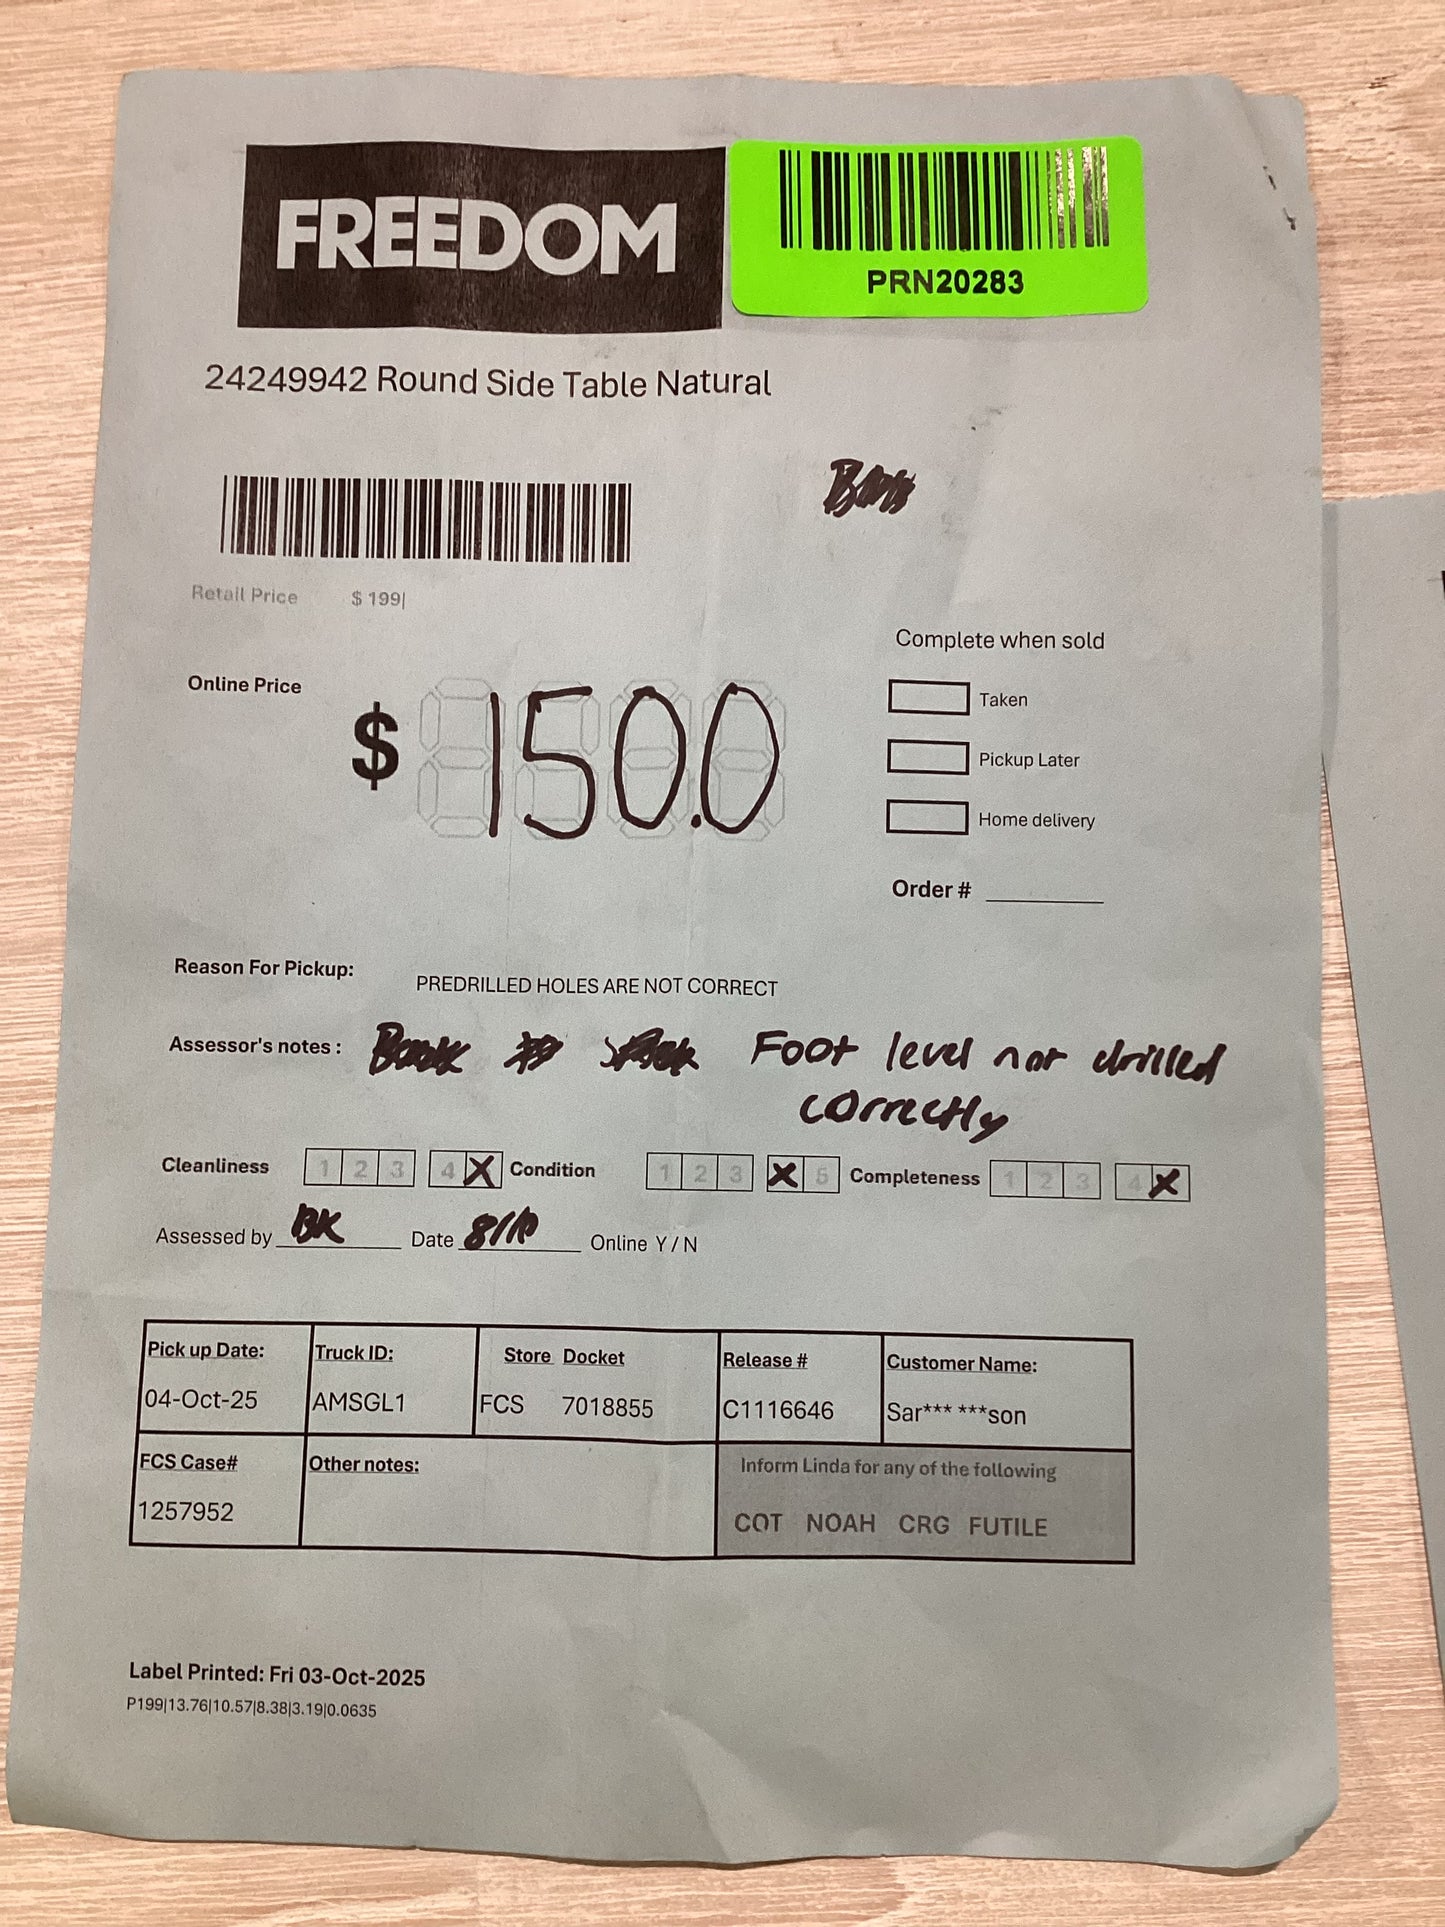 FREEDOM
PRN20283
24249942 Round Side Table Natural
Retail Price $ 199|
Complete when sold
Online Price
$ 150.0
Taken
Pickup Later
Home delivery
Order #
Reason For Pickup: PREDRILLED HOLES ARE NOT CORRECT
Assessor's notes : Foot level not drilled
correctly
Cleanliness 1 2 3 4 X Condition 1 2 3 X 5 Completeness 1 2 3 4 X
Assessed by BK Date 8/10 Online Y / N
Pick up Date: Truck ID: Store Docket Release # Customer Name:
04-Oct-25 AMSGL1 FCS 7018855 C1116646 Sar*** ***son
FCS Case# Other notes: Inform Linda for any of the following
1257952 COT NOAH CRG FUTILE
Label Printed: Fri 03-Oct-2025
P199|13.76|10.57|8.38|3.19|0.0635